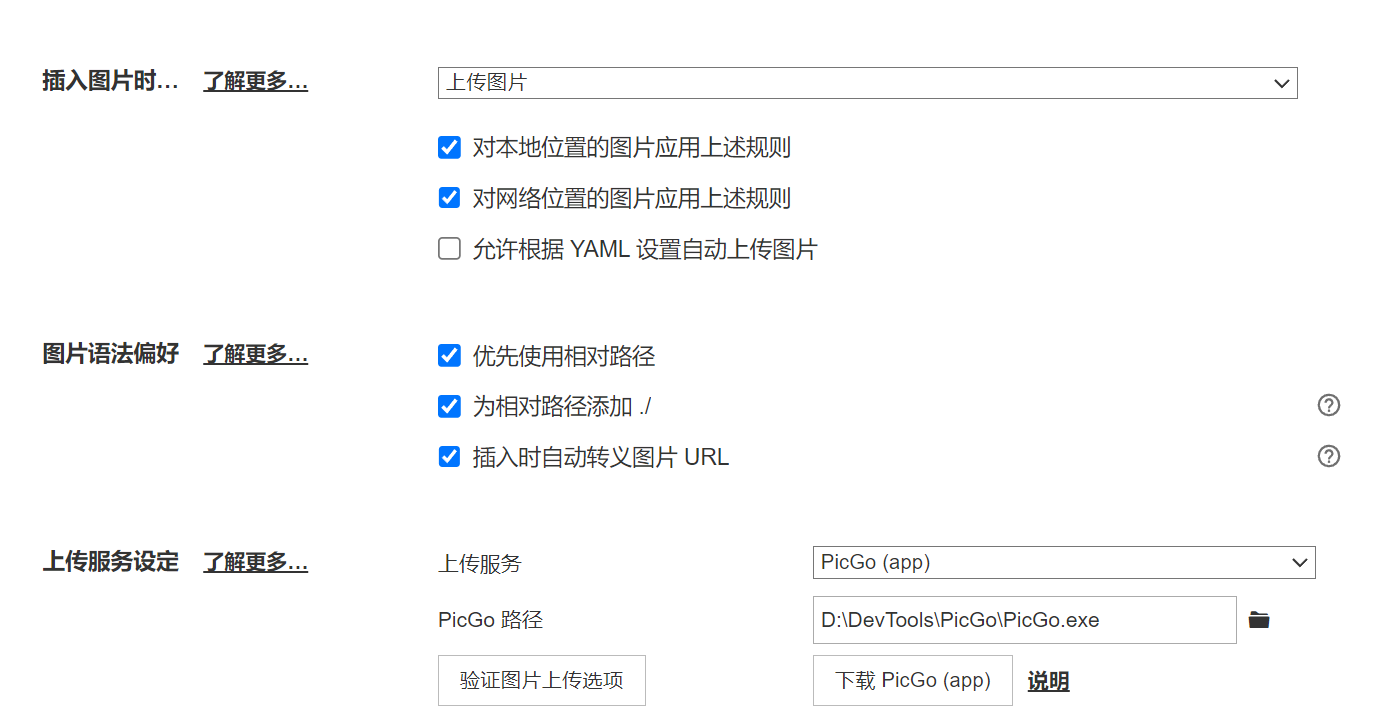 插入图片时... 了解更多... 上传图片
对本地位置的图片应用上述规则
对网络位置的图片应用上述规则
允许根据 YAML 设置自动上传图片
图片语法偏好 了解更多... 优先使用相对路径
为相对路径添加 ./
插入时自动转义图片 URL
上传服务设定 了解更多... 上传服务 PicGo (app)
PicGo 路径 D:\DevTools\PicGo\PicGo.exe
验证图片上传选项 下载 PicGo (app) 说明